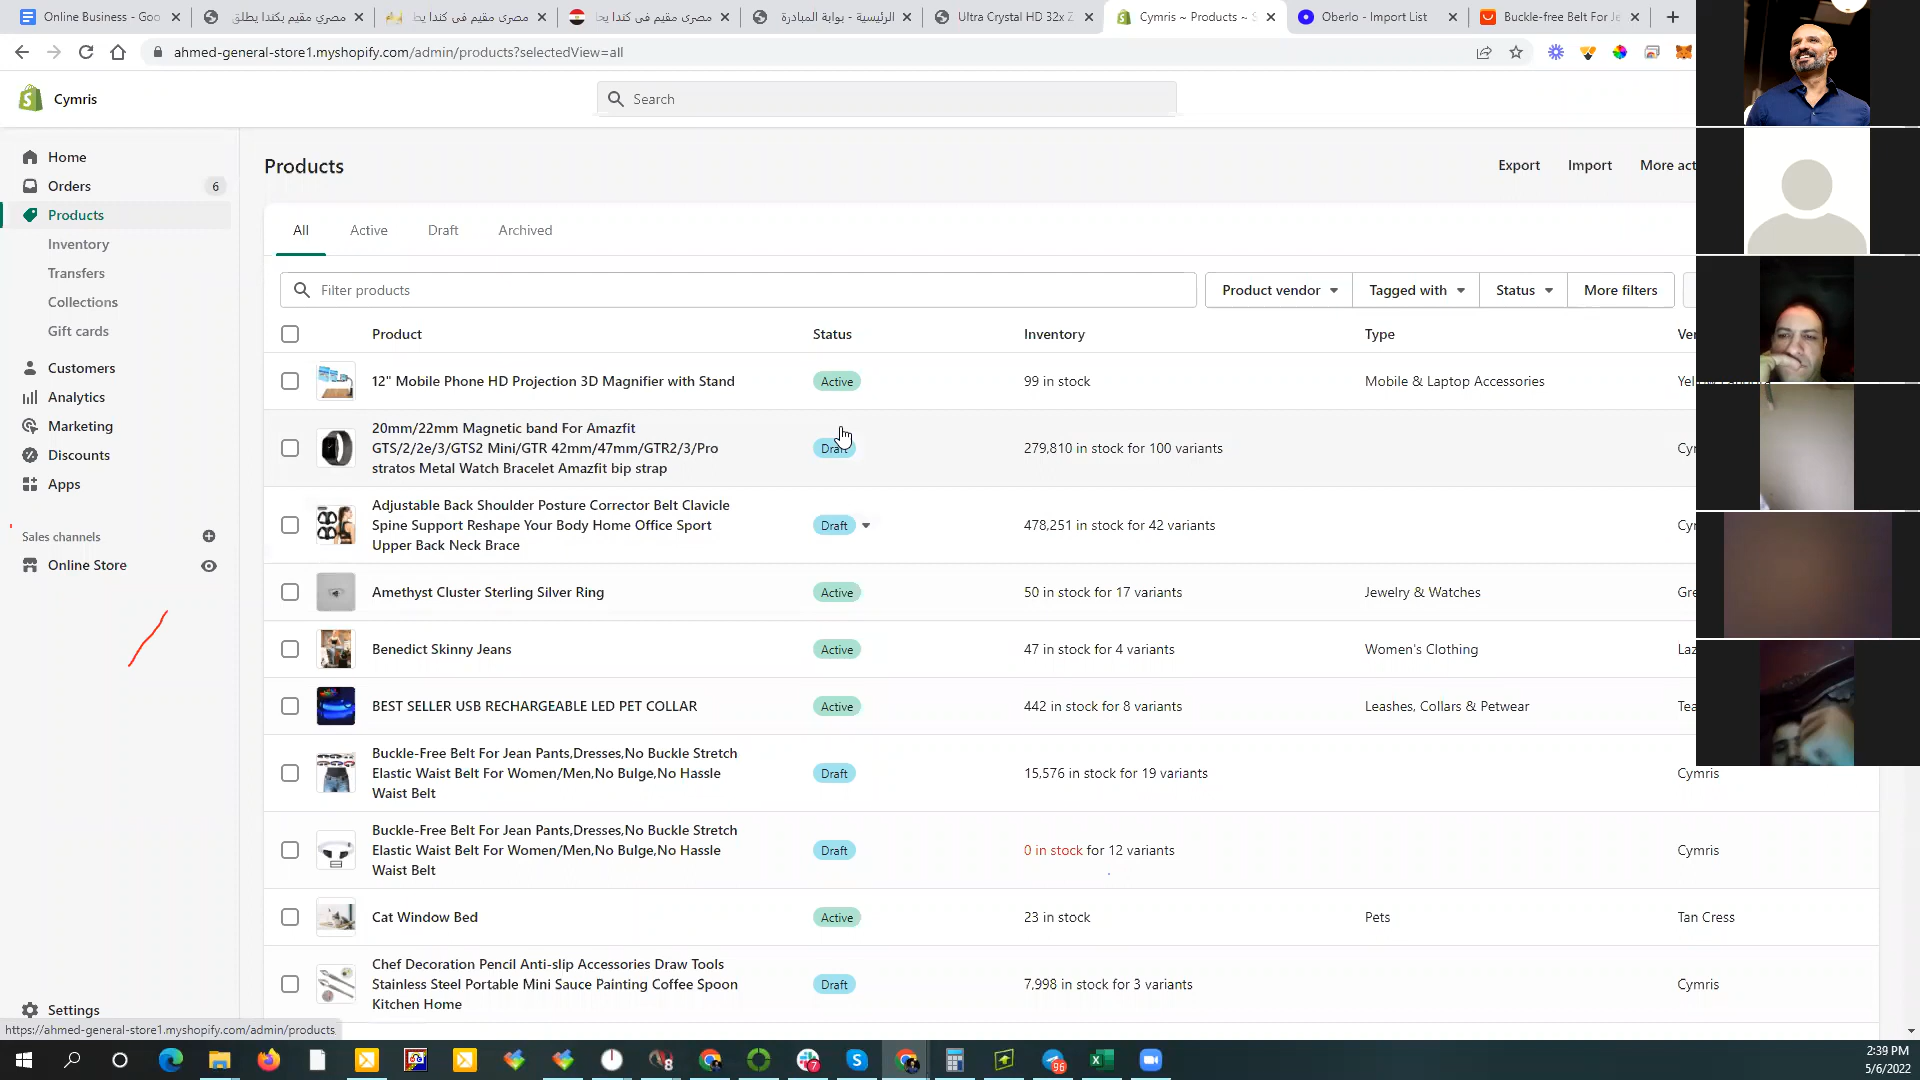 Online Business - Goo
مصري مقيم بكندا يطلق
مصري مقيم في كندا يط
مصري مقيم في كندا يط
الرئيسية - بوابة المبادرة
Ultra Crystal HD 32x Z
Cymris ~ Products ~ S
Oberlo - Import List
Buckle-free Belt For Je
ahmed-general-store1.myshopify.com/admin/products?selectedView=all
Cymris
Search
Home
Orders 6
Products
Inventory
Transfers
Collections
Gift cards
Customers
Analytics
Marketing
Discounts
Apps
Sales channels
Online Store
Settings
https://ahmed-general-store1.myshopify.com/admin/products
Products
Export Import More act
All Active Draft Archived
Filter products
Product vendor Tagged with Status More filters
Product Status Inventory Type Ve
12" Mobile Phone HD Projection 3D Magnifier with Stand Active 99 in stock Mobile & Laptop Accessories
20mm/22mm Magnetic band For Amazfit
GTS/2/2e/3/GTS2 Mini/GTR 42mm/47mm/GTR2/3/Pro Draft 279,810 in stock for 100 variants Cy
stratos Metal Watch Bracelet Amazfit bip strap
Adjustable Back Shoulder Posture Corrector Belt Clavicle
Spine Support Reshape Your Body Home Office Sport Draft 478,251 in stock for 42 variants Cy
Upper Back Neck Brace
Amethyst Cluster Sterling Silver Ring Active 50 in stock for 17 variants Jewelry & Watches Gre
Benedict Skinny Jeans Active 47 in stock for 4 variants Women's Clothing Laz
BEST SELLER USB RECHARGEABLE LED PET COLLAR Active 442 in stock for 8 variants Leashes, Collars & Petwear Tea
Buckle-Free Belt For Jean Pants,Dresses,No Buckle Stretch
Elastic Waist Belt For Women/Men,No Bulge,No Hassle Draft 15,576 in stock for 19 variants Cymris
Waist Belt
Buckle-Free Belt For Jean Pants,Dresses,No Buckle Stretch
Elastic Waist Belt For Women/Men,No Bulge,No Hassle Draft 0 in stock for 12 variants Cymris
Waist Belt
Cat Window Bed Active 23 in stock Pets Tan Cress
Chef Decoration Pencil Anti-slip Accessories Draw Tools
Stainless Steel Portable Mini Sauce Painting Coffee Spoon Draft 7,998 in stock for 3 variants Cymris
Kitchen Home
96
2:39 PM
5/6/2022